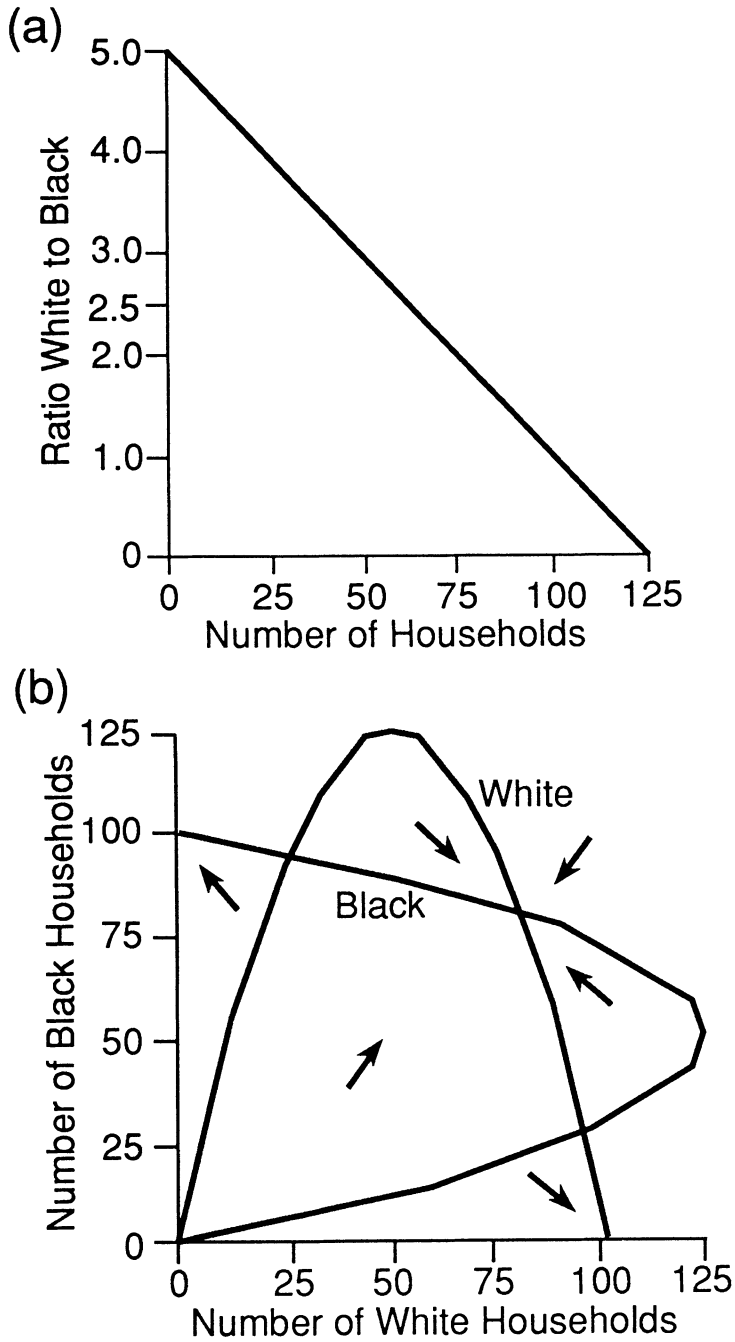 (a)
5.0
4.0
3.0
2.5
2.0
1.0
0
Ratio White to Black
0 25 50 75 100 125
Number of Households
(b)
125
100
75
50
25
0
Number of Black Households
White
Black
0 25 50 75 100 125
Number of White Households